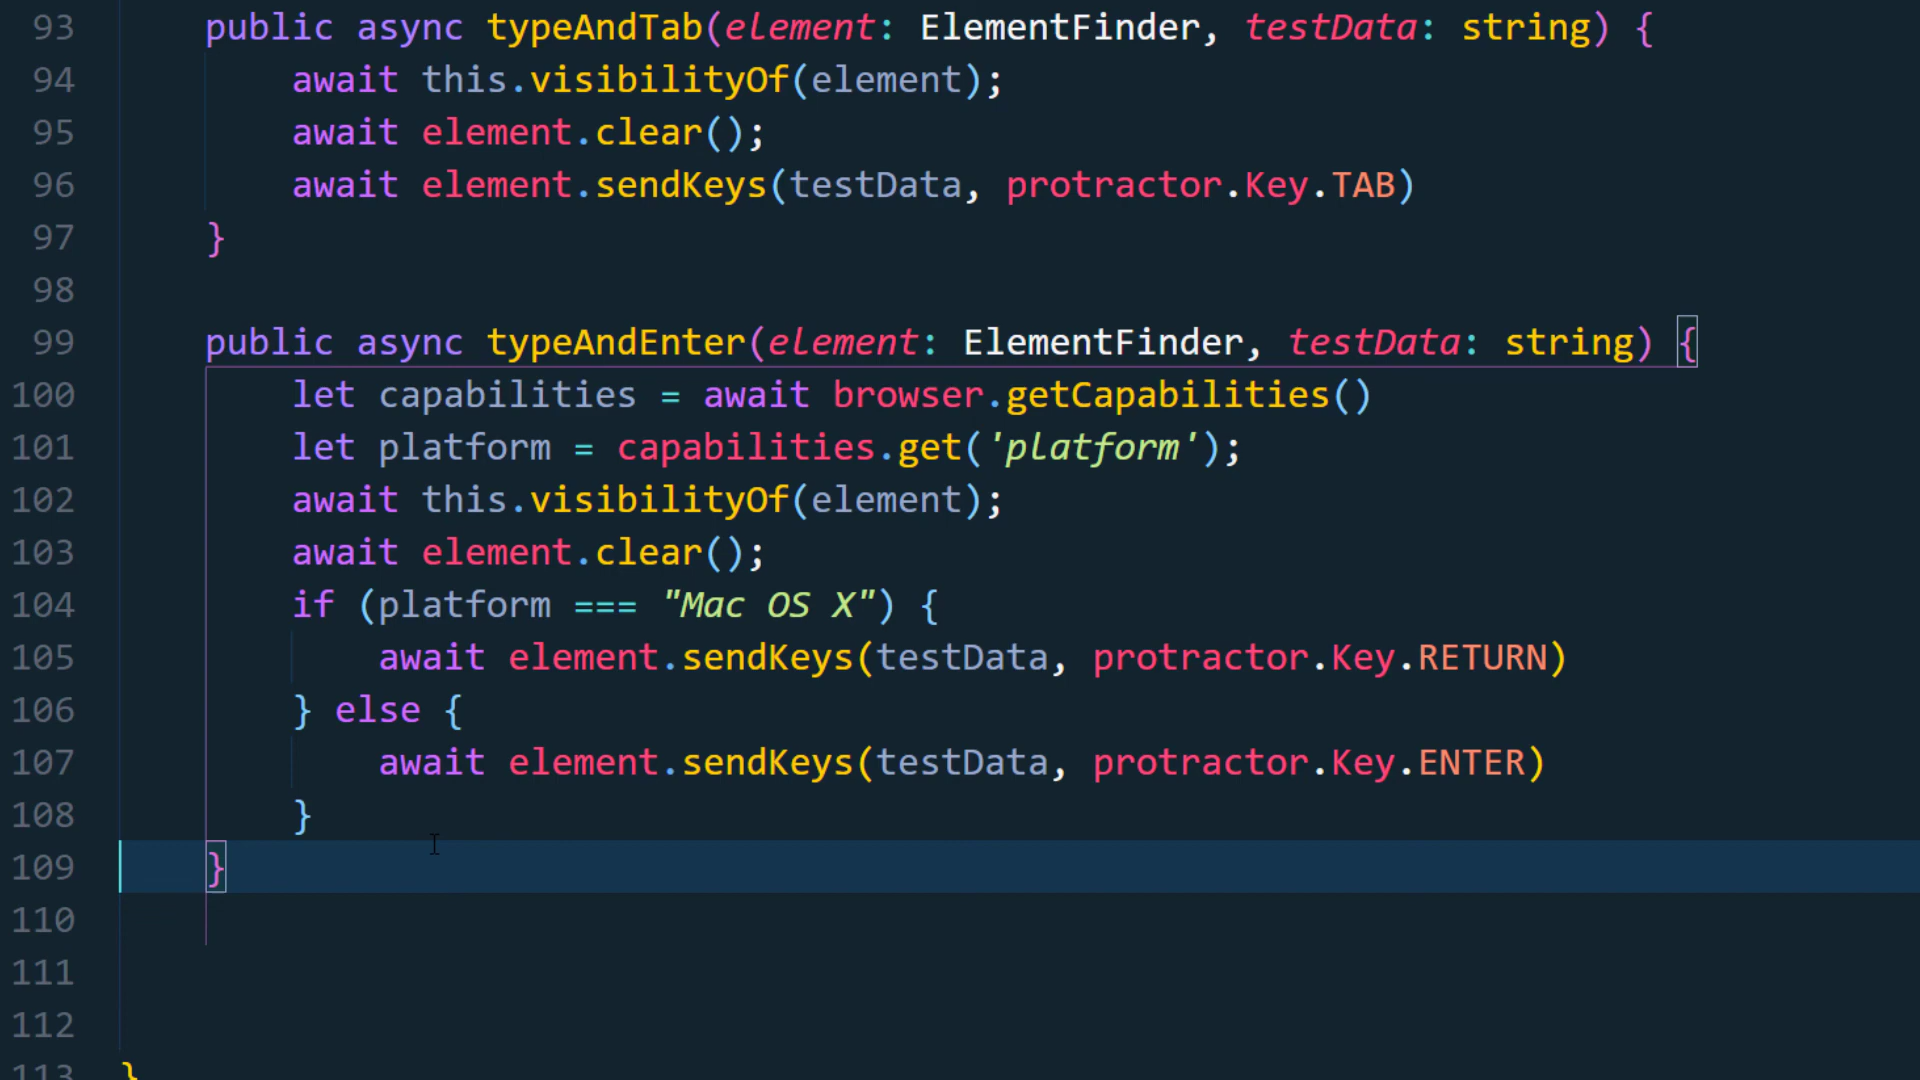 93 public async typeAndTab(element: ElementFinder, testData: string) {
94 await this.visibilityOf(element);
95 await element.clear();
96 await element.sendKeys(testData, protractor.Key.TAB)
97 }
98
99 public async typeAndEnter(element: ElementFinder, testData: string) {
100 let capabilities = await browser.getCapabilities()
101 let platform = capabilities.get('platform');
102 await this.visibilityOf(element);
103 await element.clear();
104 if (platform === "Mac OS X") {
105 await element.sendKeys(testData, protractor.Key.RETURN)
106 } else {
107 await element.sendKeys(testData, protractor.Key.ENTER)
108 }
109 }
110
111
112
113 }